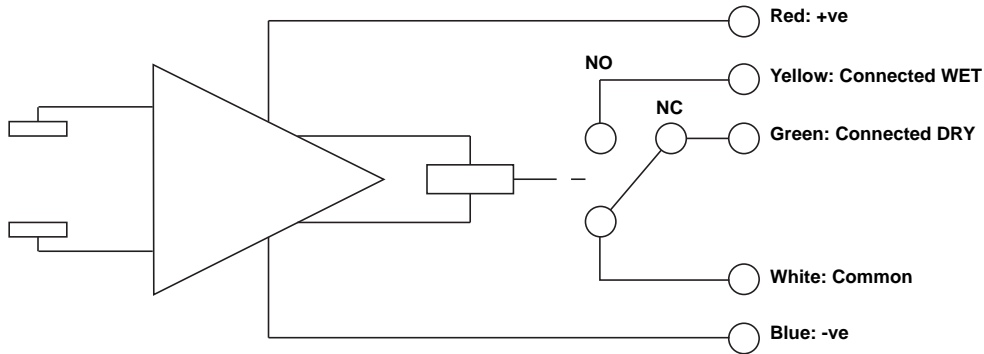 Red: +ve
NO
Yellow: Connected WET
NC
Green: Connected DRY
White: Common
Blue: -ve